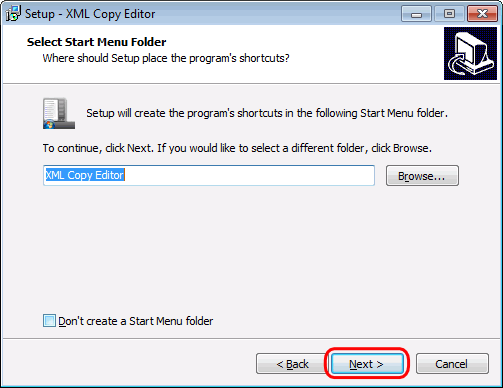 Setup - XML Copy Editor
Select Start Menu Folder
Where should Setup place the program's shortcuts?
Setup will create the program's shortcuts in the following Start Menu folder.
To continue, click Next. If you would like to select a different folder, click Browse.
XML Copy Editor
Browse...
Don't create a Start Menu folder
< Back
Next >
Cancel